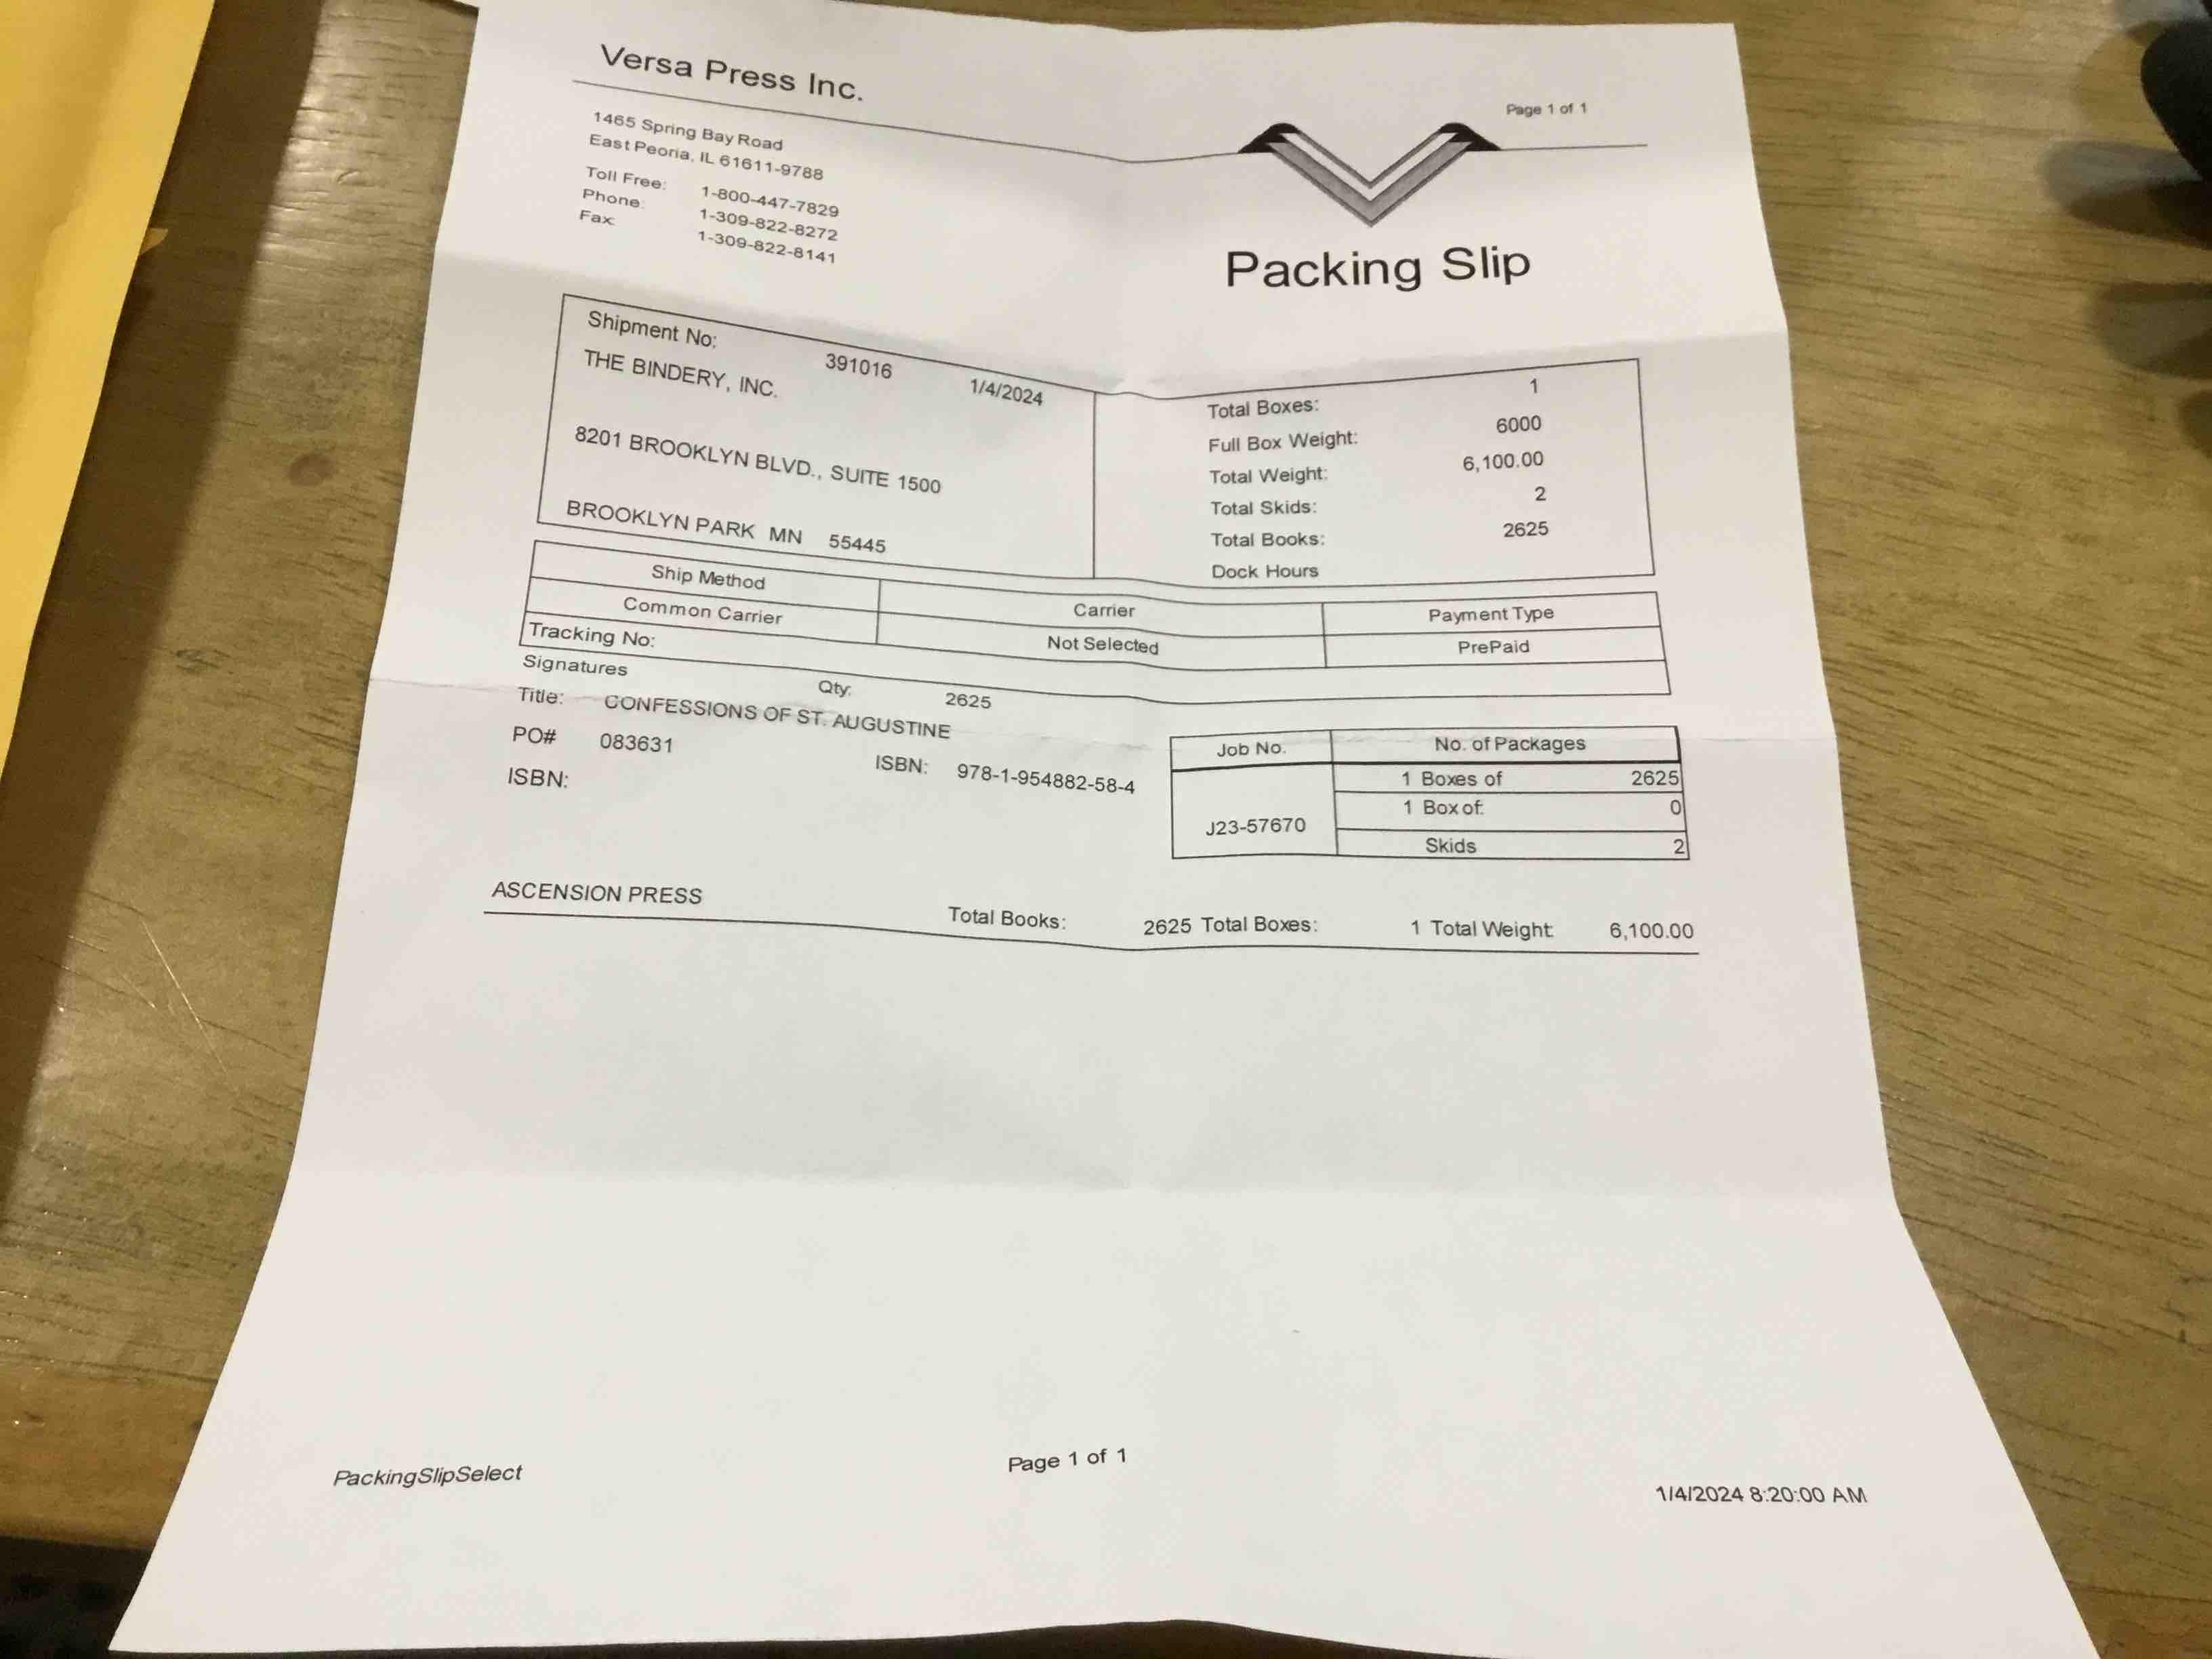 Versa Press Inc.
Page 1 of 1
1465 Spring Bay Road
East Peoria, IL 61611-9788
Toll Free: 1-800-447-7829
Phone: 1-309-822-8272
Fax: 1-309-822-8141
Packing Slip
Shipment No: 391016 1/4/2024
THE BINDERY, INC.
8201 BROOKLYN BLVD., SUITE 1500
BROOKLYN PARK MN 55445
Total Boxes: 1
Full Box Weight: 6000
Total Weight: 6,100.00
Total Skids: 2
Total Books: 2625
Dock Hours
Ship Method Carrier Payment Type
Common Carrier Not Selected PrePaid
Tracking No:
Signatures Qty: 2625
Title: CONFESSIONS OF ST. AUGUSTINE
PO# 083631 ISBN: 978-1-954882-58-4
ISBN:
Job No. No. of Packages
1 Boxes of 2625
1 Box of: 0
J23-57670
Skids 2
ASCENSION PRESS Total Books: 2625 Total Boxes: 1 Total Weight: 6,100.00
PackingSlipSelect Page 1 of 1 1/4/2024 8:20:00 AM